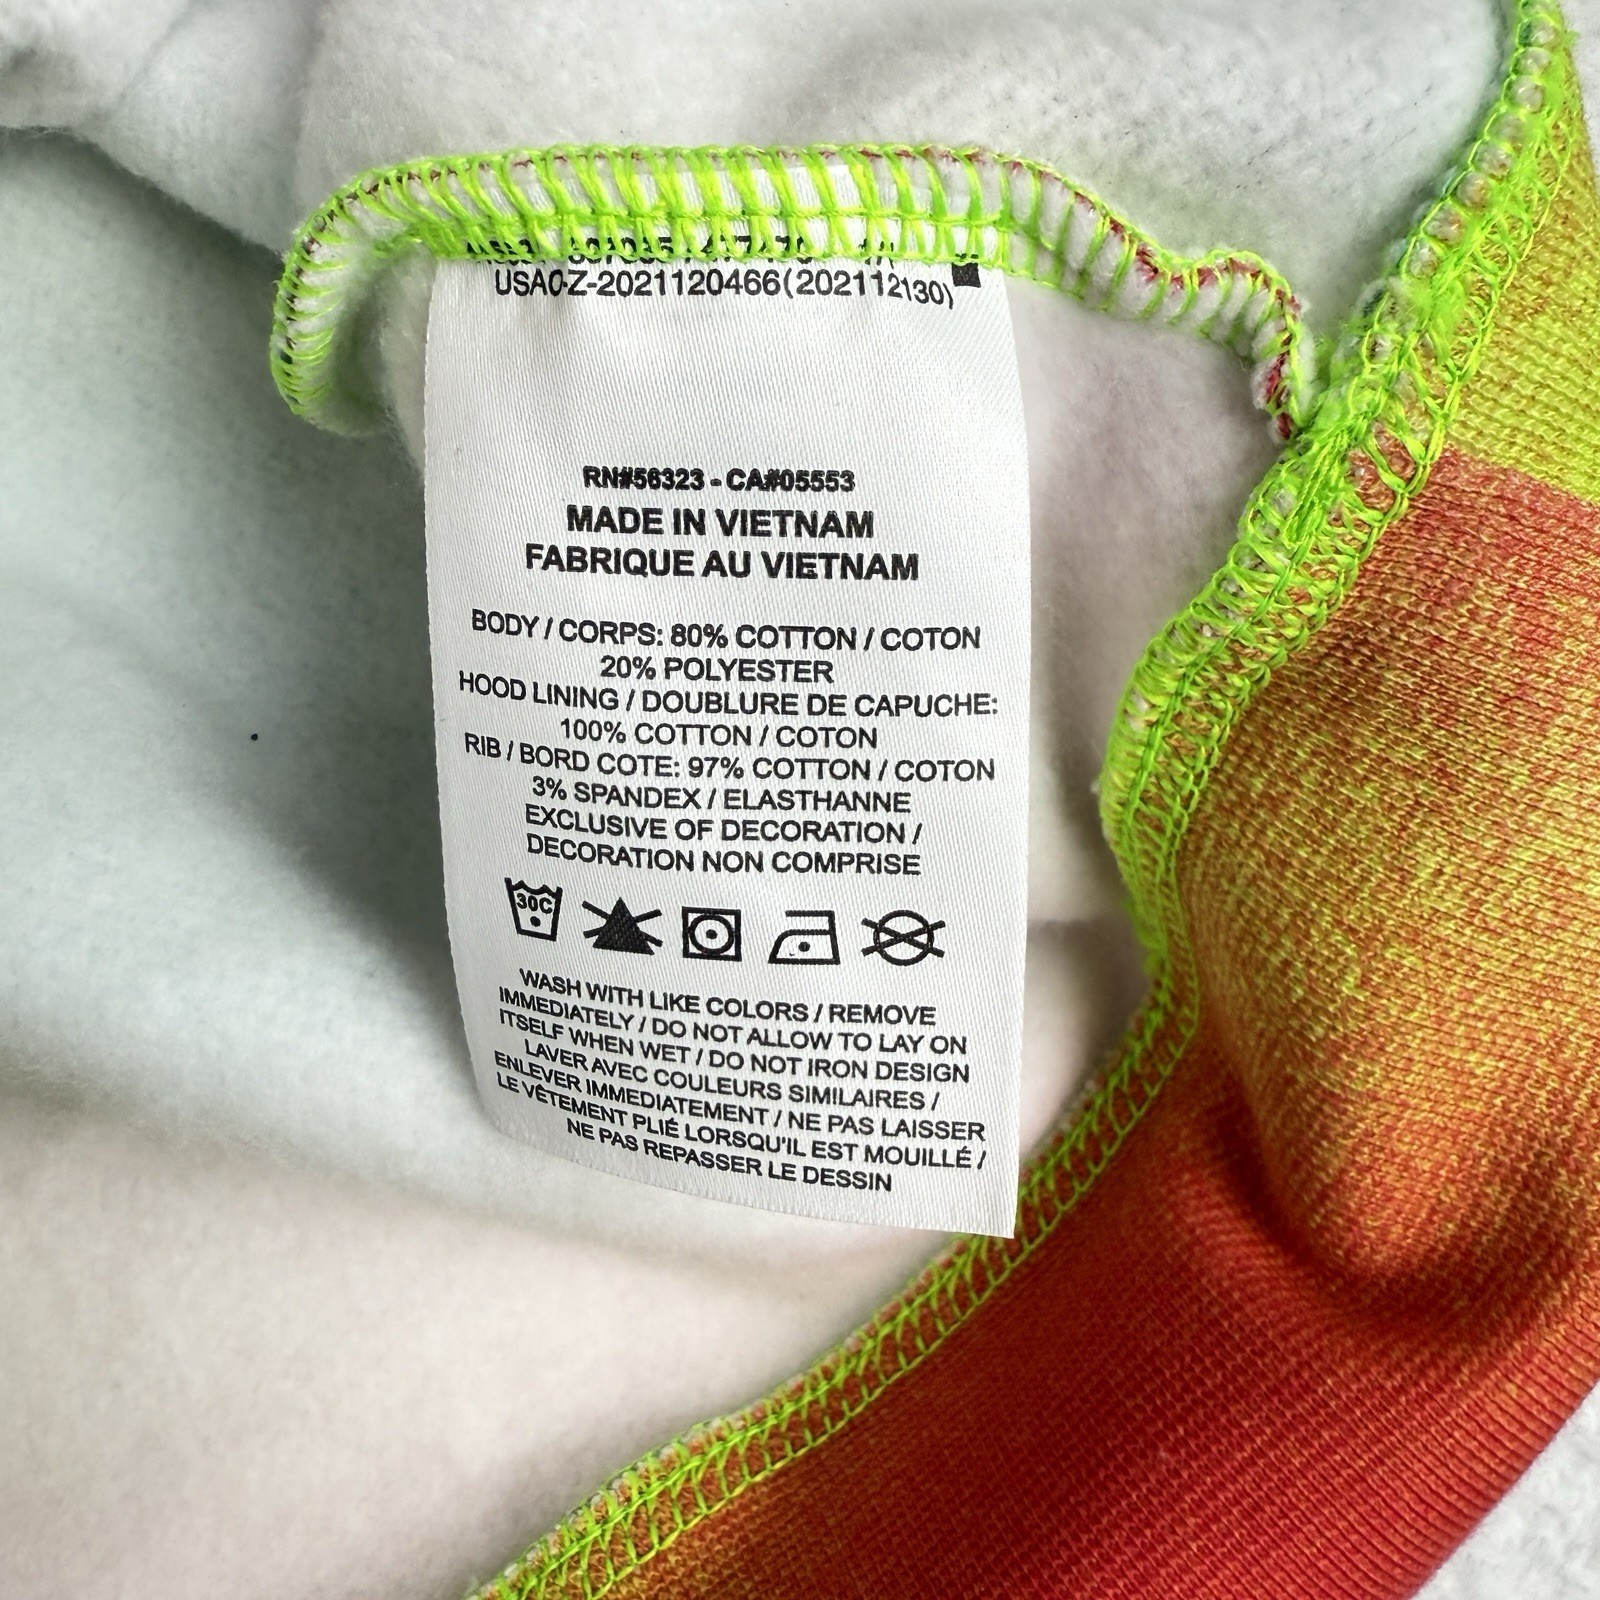 USA0-Z-2021120466(202112130)
RN#56323 - CA#05553
MADE IN VIETNAM
FABRIQUE AU VIETNAM
BODY / CORPS: 80% COTTON / COTON
20% POLYESTER
HOOD LINING / DOUBLURE DE CAPUCHE:
100% COTTON / COTON
RIB / BORD COTE: 97% COTTON / COTON
3% SPANDEX / ELASTHANNE
EXCLUSIVE OF DECORATION /
DECORATION NON COMPRISE
30C
WASH WITH LIKE COLORS / REMOVE
IMMEDIATELY / DO NOT ALLOW TO LAY ON
ITSELF WHEN WET / DO NOT IRON DESIGN
LAVER AVEC COULEURS SIMILAIRES /
ENLEVER IMMEDIATEMENT / NE PAS LAISSER
LE VÊTEMENT PLIÉ LORSQU'IL EST MOUILLÉ /
NE PAS REPASSER LE DESSIN